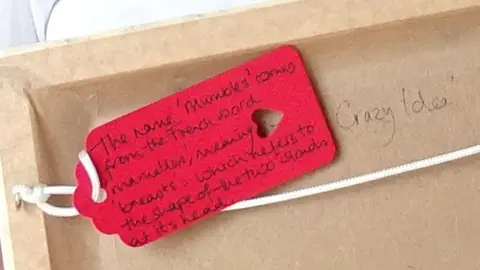 The name 'Mumbles' comes
from the French word
'mamelles', meaning
'breasts', which refers to
the shape of the two islands
at it's head.
'Crazy Idea'